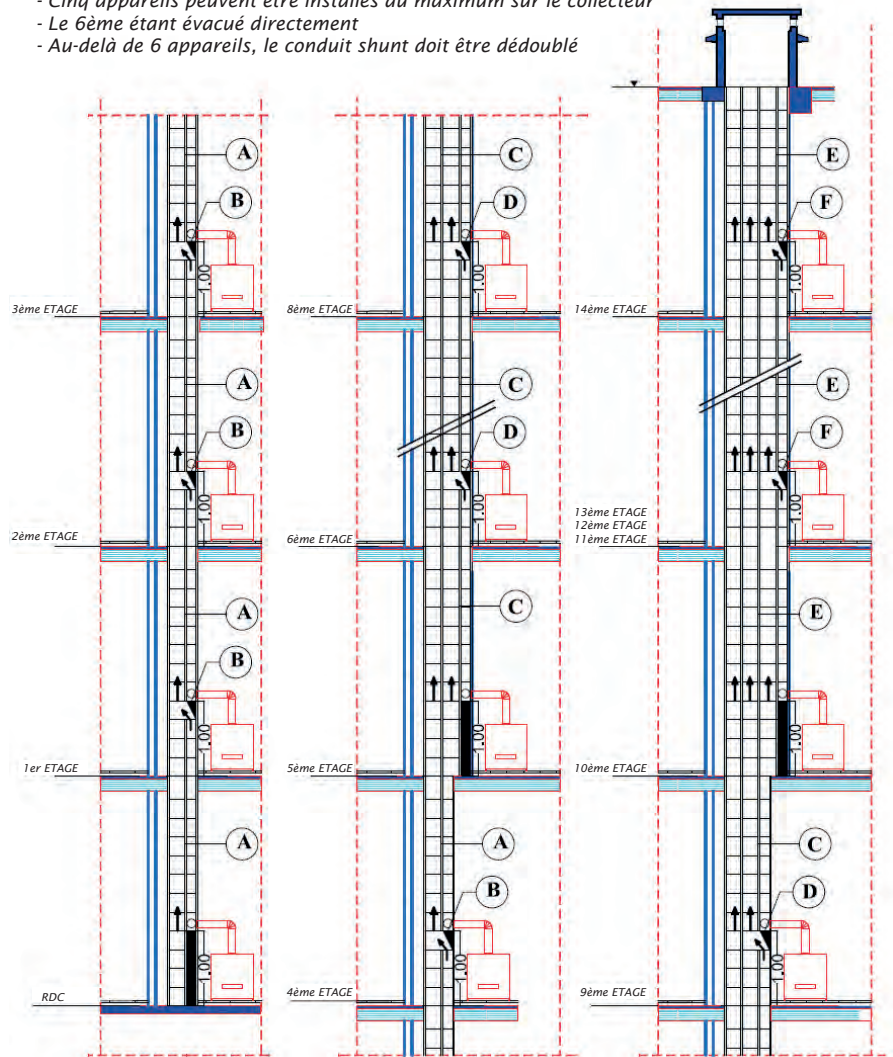 - Cinq appareils peuvent être installés au maximum sur le collecteur
- Le 6ème étant évacué directement
- Au-delà de 6 appareils, le conduit shunt doit être dédoublé
A
B
1.00
3ème ETAGE
A
B
1.00
2ème ETAGE
A
B
1.00
1er ETAGE
A
1.00
RDC
C
D
1.00
8ème ETAGE
C
D
1.00
6ème ETAGE
C
1.00
5ème ETAGE
A
B
1.00
4ème ETAGE
E
F
1.00
14ème ETAGE
E
F
1.00
13ème ETAGE
12ème ETAGE
11ème ETAGE
E
1.00
10ème ETAGE
C
D
1.00
9ème ETAGE